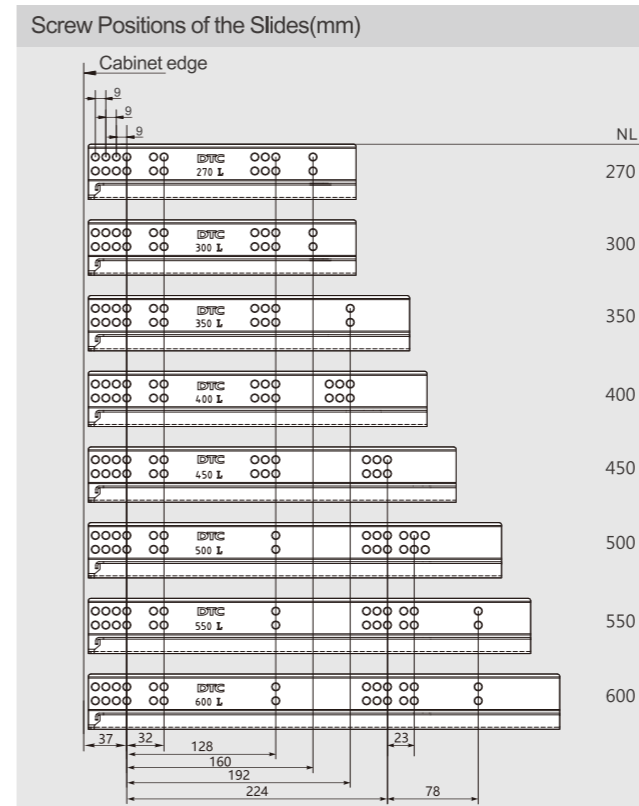 Screw Positions of the Slides(mm)
Cabinet edge
9
9
9
NL
DTC
270 L
270
DTC
300 L
300
DTC
350 L
350
DTC
400 L
400
DTC
450 L
450
DTC
500 L
500
DTC
550 L
550
DTC
600 L
600
37
32
23
128
160
192
224
78